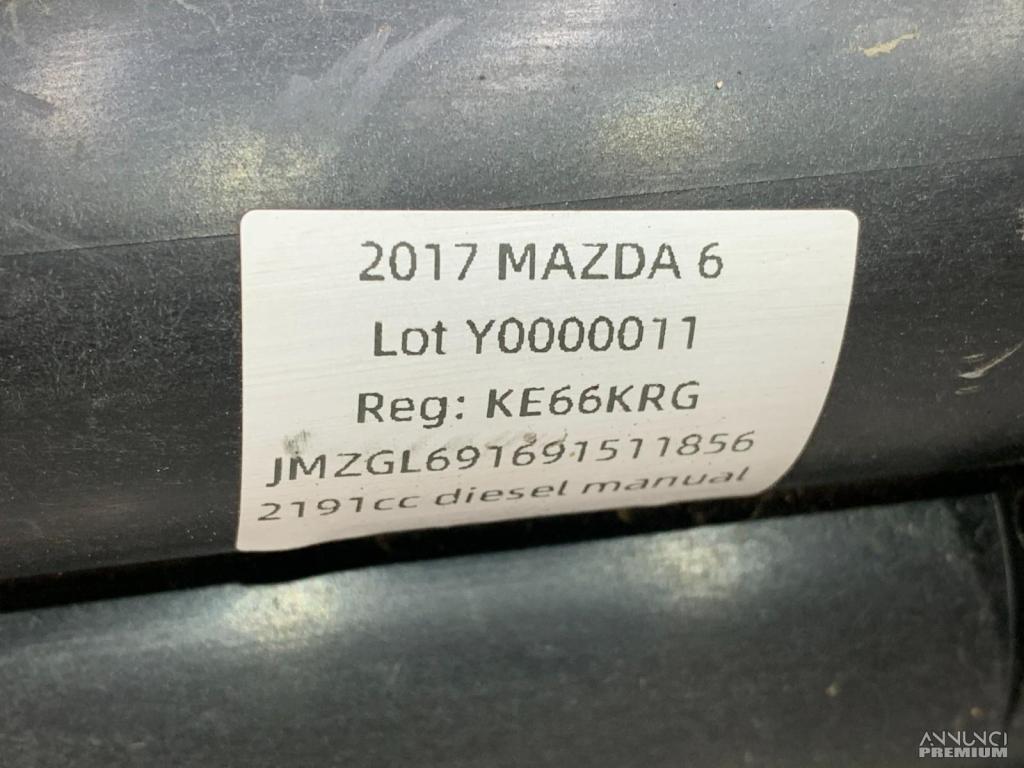 2017 MAZDA 6
Lot Y0000011
Reg: KE66KRG
JMZGL691691511856
2191cc diesel manual
ANNUNCI
PREMIUM